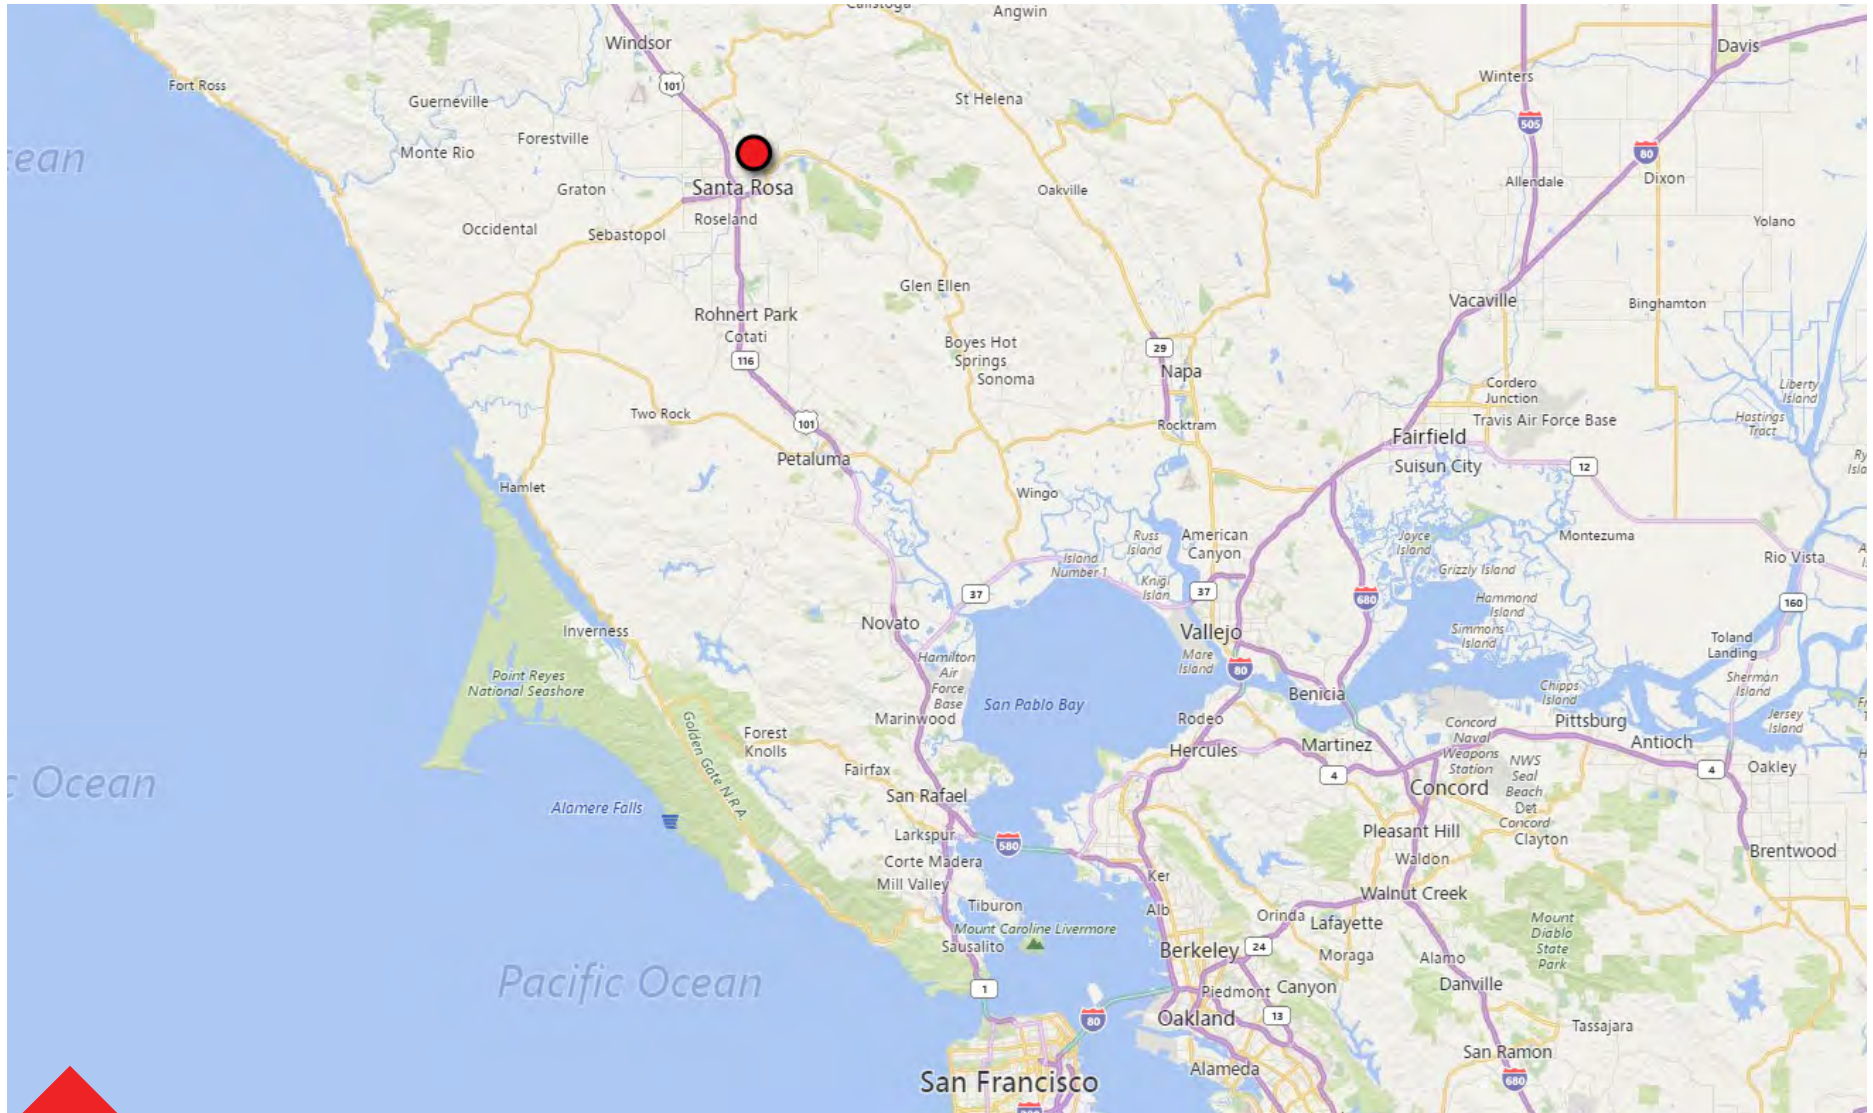 Calistoga
Angwin
Windsor
Davis
101
Winters
Fort Ross
Guerneville
St Helena
505
80
Forestville
Monte Rio
Dixon
Allendale
Graton
Santa Rosa
Oakville
Roseland
Yolano
Occidental
Sebastopol
ean
Glen Ellen
Vacaville
Binghamton
Rohnert Park
Cotati
116
Boyes Hot
Springs
Sonoma
29
Napa
Cordero
Junction
Liberty
Island
Two Rock
101
Rocktram
Travis Air Force Base
Hastings
Tract
Fairfield
Petaluma
Suisun City
12
Hamlet
Wingo
Russ
Island
American
Canyon
Joyce
Island
Montezuma
Island
Number 1
Rio Vista
Grizzly Island
Knigl
Islan
37
37
680
Hammond
Island
160
Novato
Inverness
Vallejo
Simmons
Island
Toland
Landing
Hamilton
Air
Force
Base
Mare
Island
80
Point Reyes
National Seashore
Benicia
Chipps
Island
Sherman
Island
San Pablo Bay
Marinwood
Rodeo
Golden Gate N.R.A.
Forest
Knolls
Hercules
Martinez
Concord
Naval
Weapons
Station
Pittsburg
Antioch
Jersey
Island
NWS
Seal
Beach
Det
Concord
Fairfax
4
4
Oakley
c Ocean
San Rafael
Concord
Alamere Falls
Larkspur
580
Pleasant Hill
Clayton
Corte Madera
Waldon
Brentwood
Mill Valley
Ker
Walnut Creek
Tiburon
Alb
Orinda
Lafayette
Mount
Diablo
State
Park
Mount Caroline Livermore
Sausalito
Berkeley
24
Moraga
Alamo
Pacific Ocean
1
Piedmont
Canyon
Danville
80
Oakland
13
Tassajara
San Ramon
Alameda
San Francisco
680